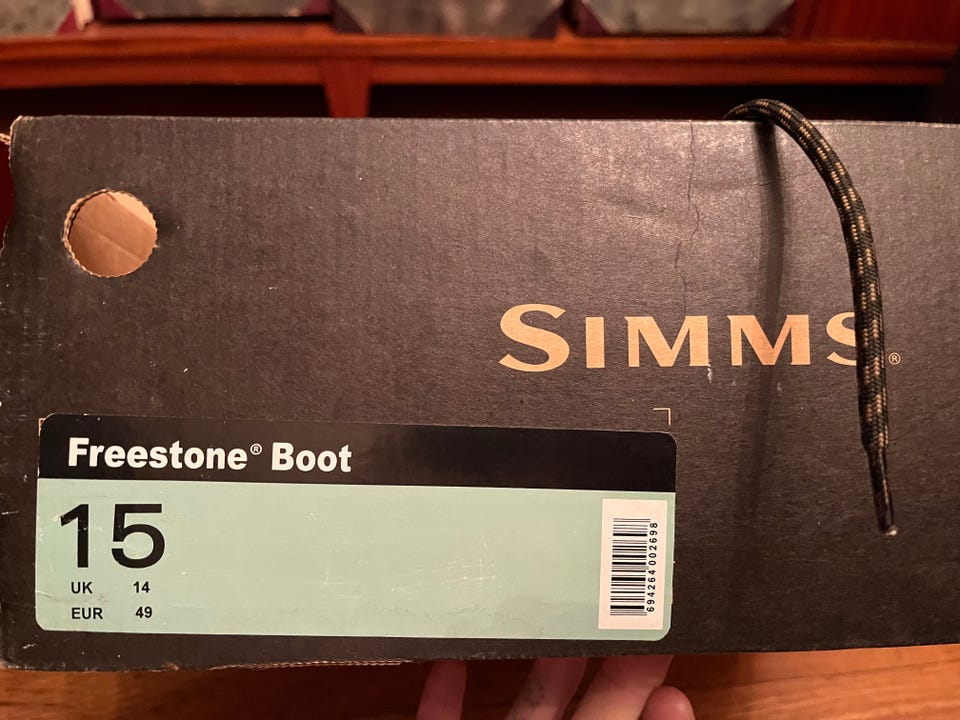 SIMMS®
Freestone® Boot
15
UK 14
EUR 49
694264002698